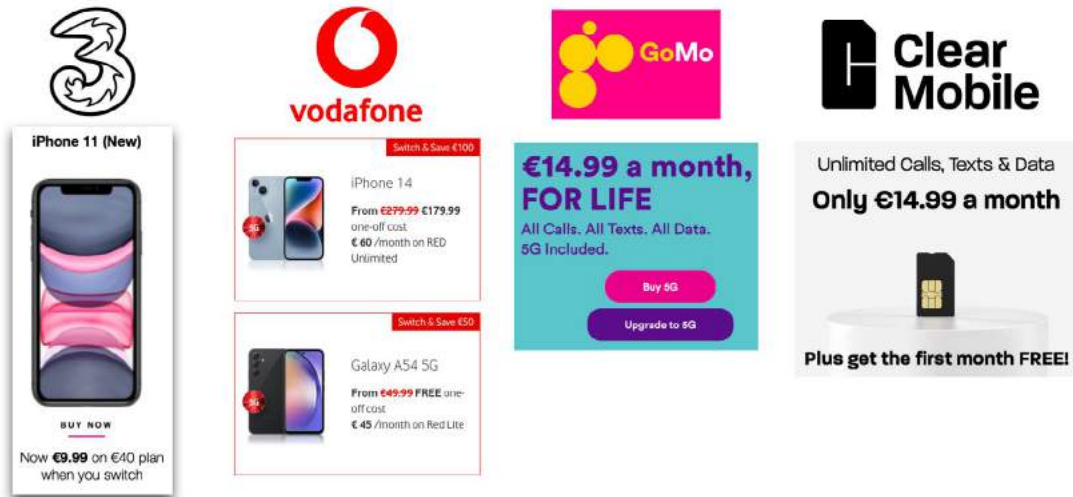 3
iPhone 11 (New)
BUY NOW
Now €9.99 on €40 plan
when you switch
vodafone
Switch & Save €100
iPhone 14
From €279.99 €179.99
one-off cost
€ 60 /month on RED
Unlimited
5G
Switch & Save €50
Galaxy A54 5G
From €49.99 FREE one-
off cost
€ 45 /month on Red Lite
5G
GoMo
€14.99 a month,
FOR LIFE
All Calls. All Texts. All Data.
5G Included.
Buy 5G
Upgrade to 5G
Clear
Mobile
Unlimited Calls, Texts & Data
Only €14.99 a month
Plus get the first month FREE!